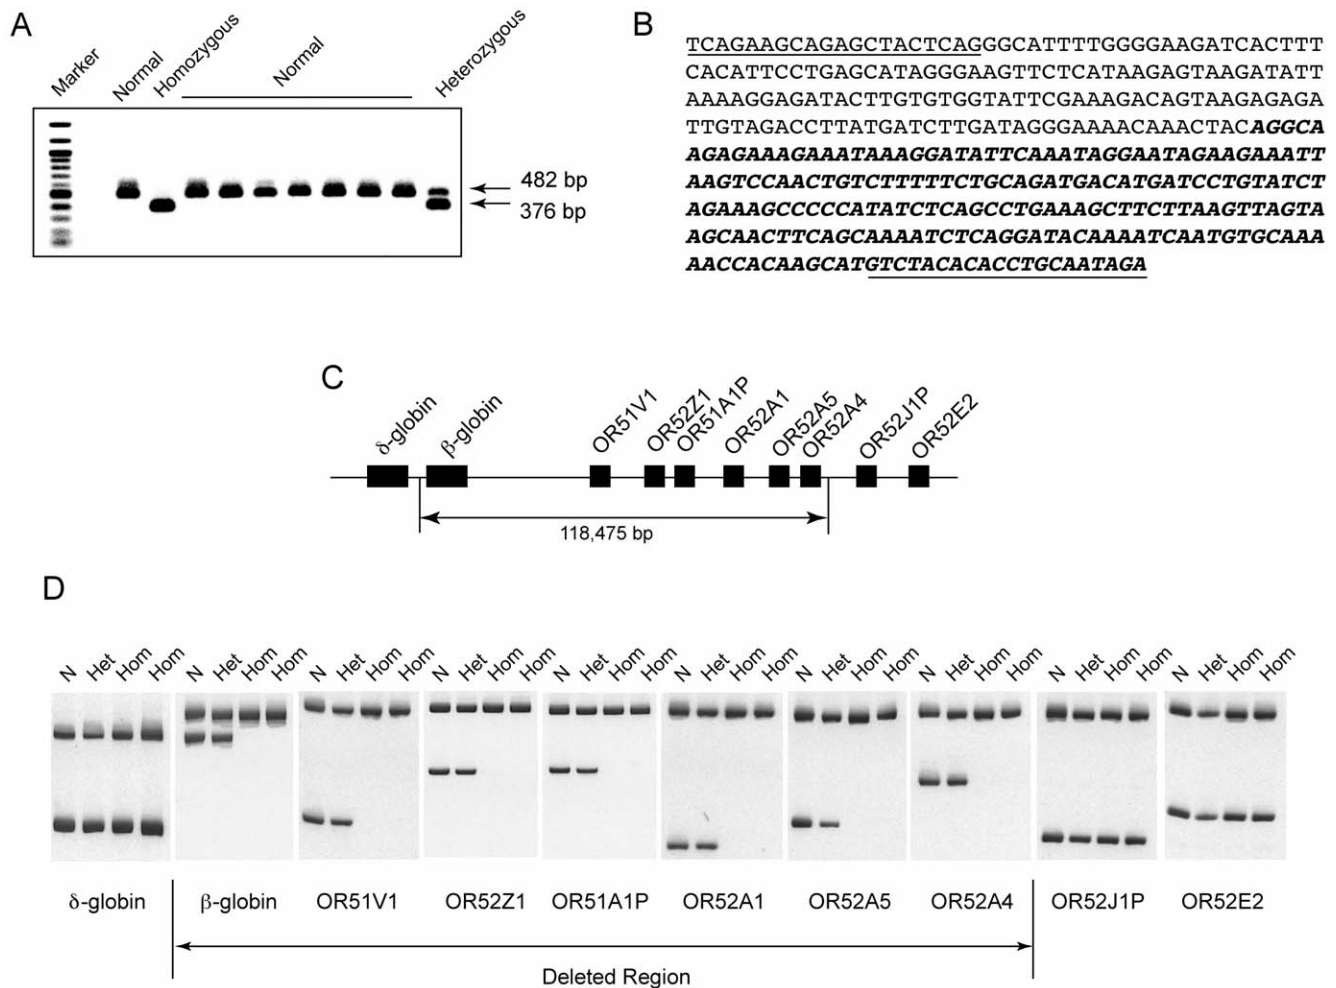 A
Marker
Normal
Homozygous
Normal
Heterozygous
482 bp
376 bp
B
TCAGAAGCAGAGCTACTCAGGGCATTTTGGGGAAGATCACTTT
CACATTCCTGAGCATAGGGAAGTTCTCATAAGAGTAAGATATT
AAAAGGAGATACTTGTGTGGTATTCGAAAGACAGTAAGAGAGA
TTGTAGACCTTATGATCTTGATAGGGAAAACAAACTACAGGCA
AGAGAAAGAAATAAAGGATATTCAAATAGGAATAGAAGAAATT
AAGTCCAACTGTCTTTTTCTGCAGATGACATGATCCTGTATCT
AGAAAGCCCCCATATCTCAGCCTGAAAGCTTCTTAAGTTAGTA
AGCAACTTCAGCAAAATCTCAGGATACAAAATCAATGTGCAAA
AACCACAAGCATGTCTACACACCTGCAATAGA
C
δ-globin
β-globin
OR51V1
OR52Z1
OR51A1P
OR52A1
OR52A5
OR52A4
OR52J1P
OR52E2
118,475 bp
D
N Het Hom Hom N Het Hom Hom N Het Hom Hom N Het Hom Hom N Het Hom Hom N Het Hom Hom N Het Hom Hom N Het Hom Hom N Het Hom Hom N Het Hom Hom
δ-globin β-globin OR51V1 OR52Z1 OR51A1P OR52A1 OR52A5 OR52A4 OR52J1P OR52E2
Deleted Region